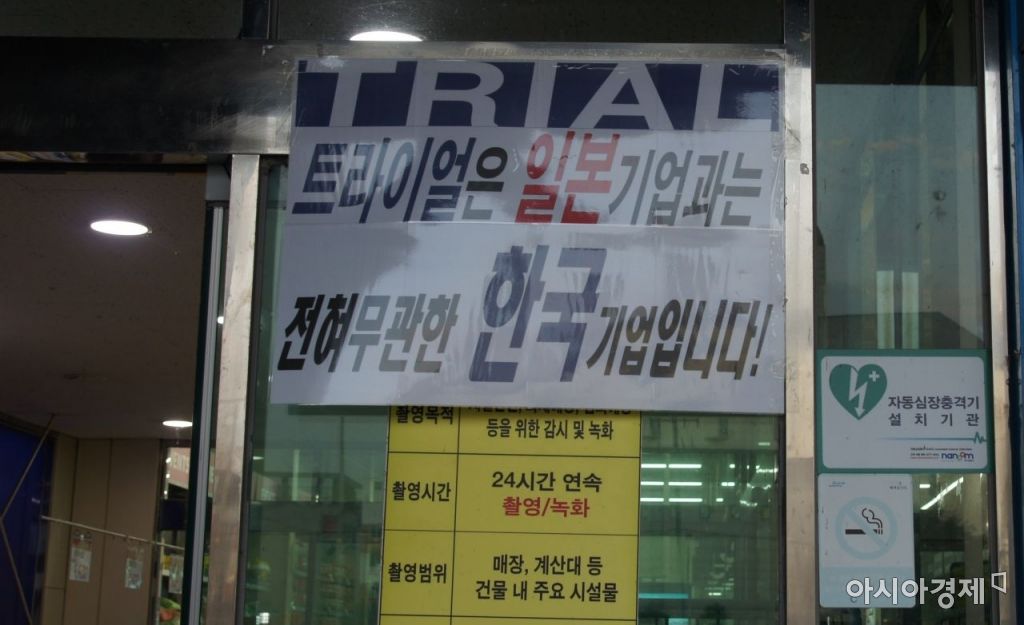 TRIAL
트라이얼은 일본기업과는
전혀무관한 한국기업입니다!
촬영목적
등을 위한 감시 및 녹화
촬영시간
24시간 연속
촬영/녹화
촬영범위
매장, 계산대 등
건물 내 주요 시설물
자동심장충격기
설치기관
아시아경제